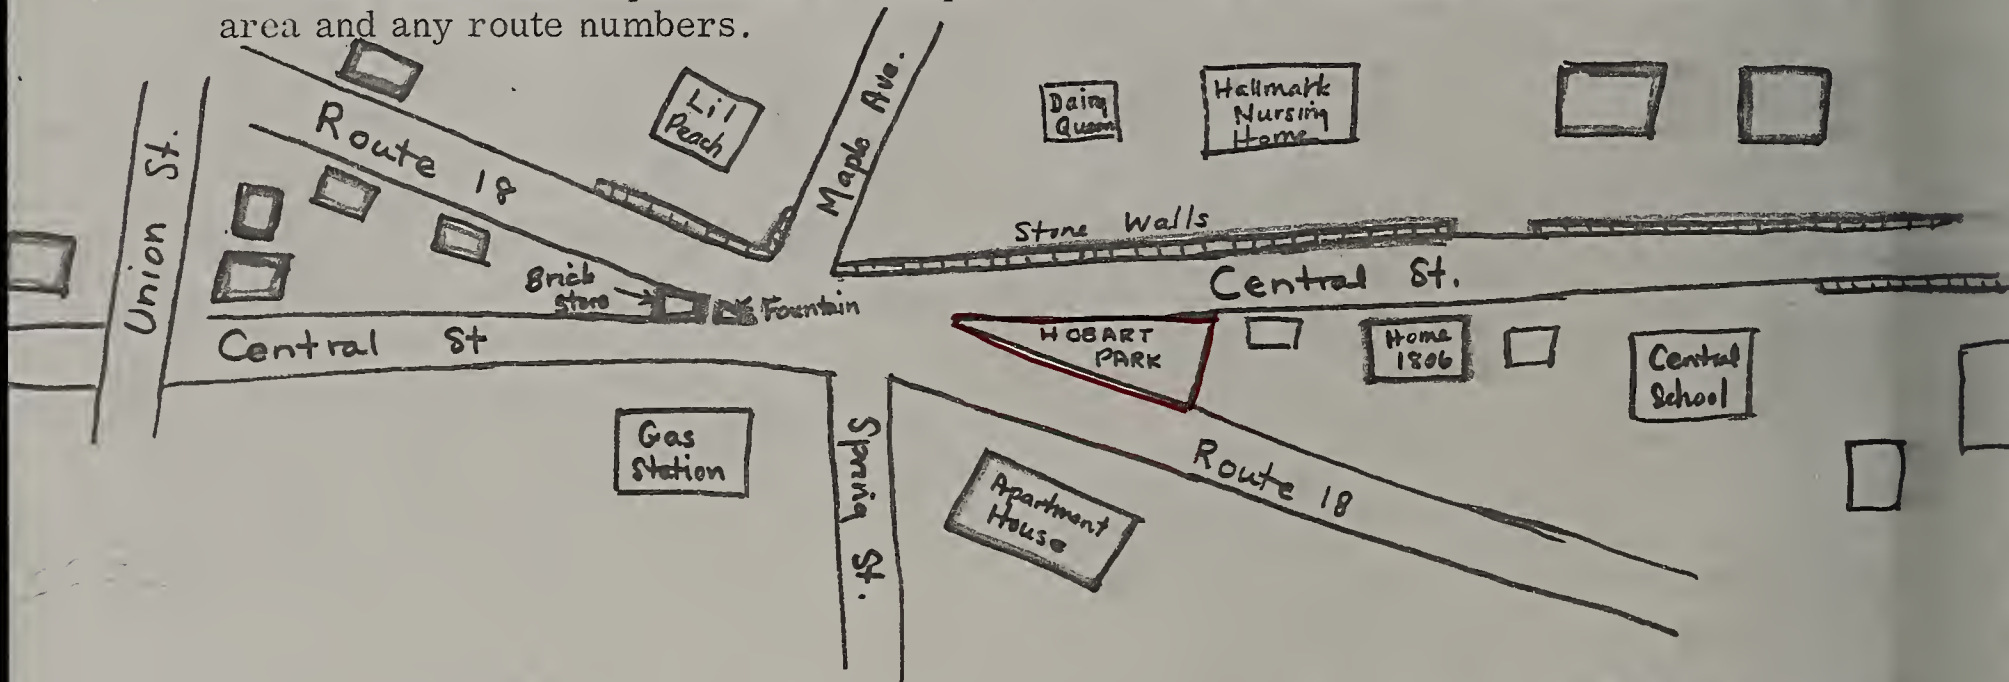 area and any route numbers.
Route 18
Union St.
Lil
Peach
Maple Ave.
Dairy
Queen
Hallmark
Nursing
Home
Stone Walls
Central St.
Brick
store
Fountain
Central St
HOBART
PARK
Home
1806
Central
School
Gas
Station
Spring St.
Apartment
House
Route 18